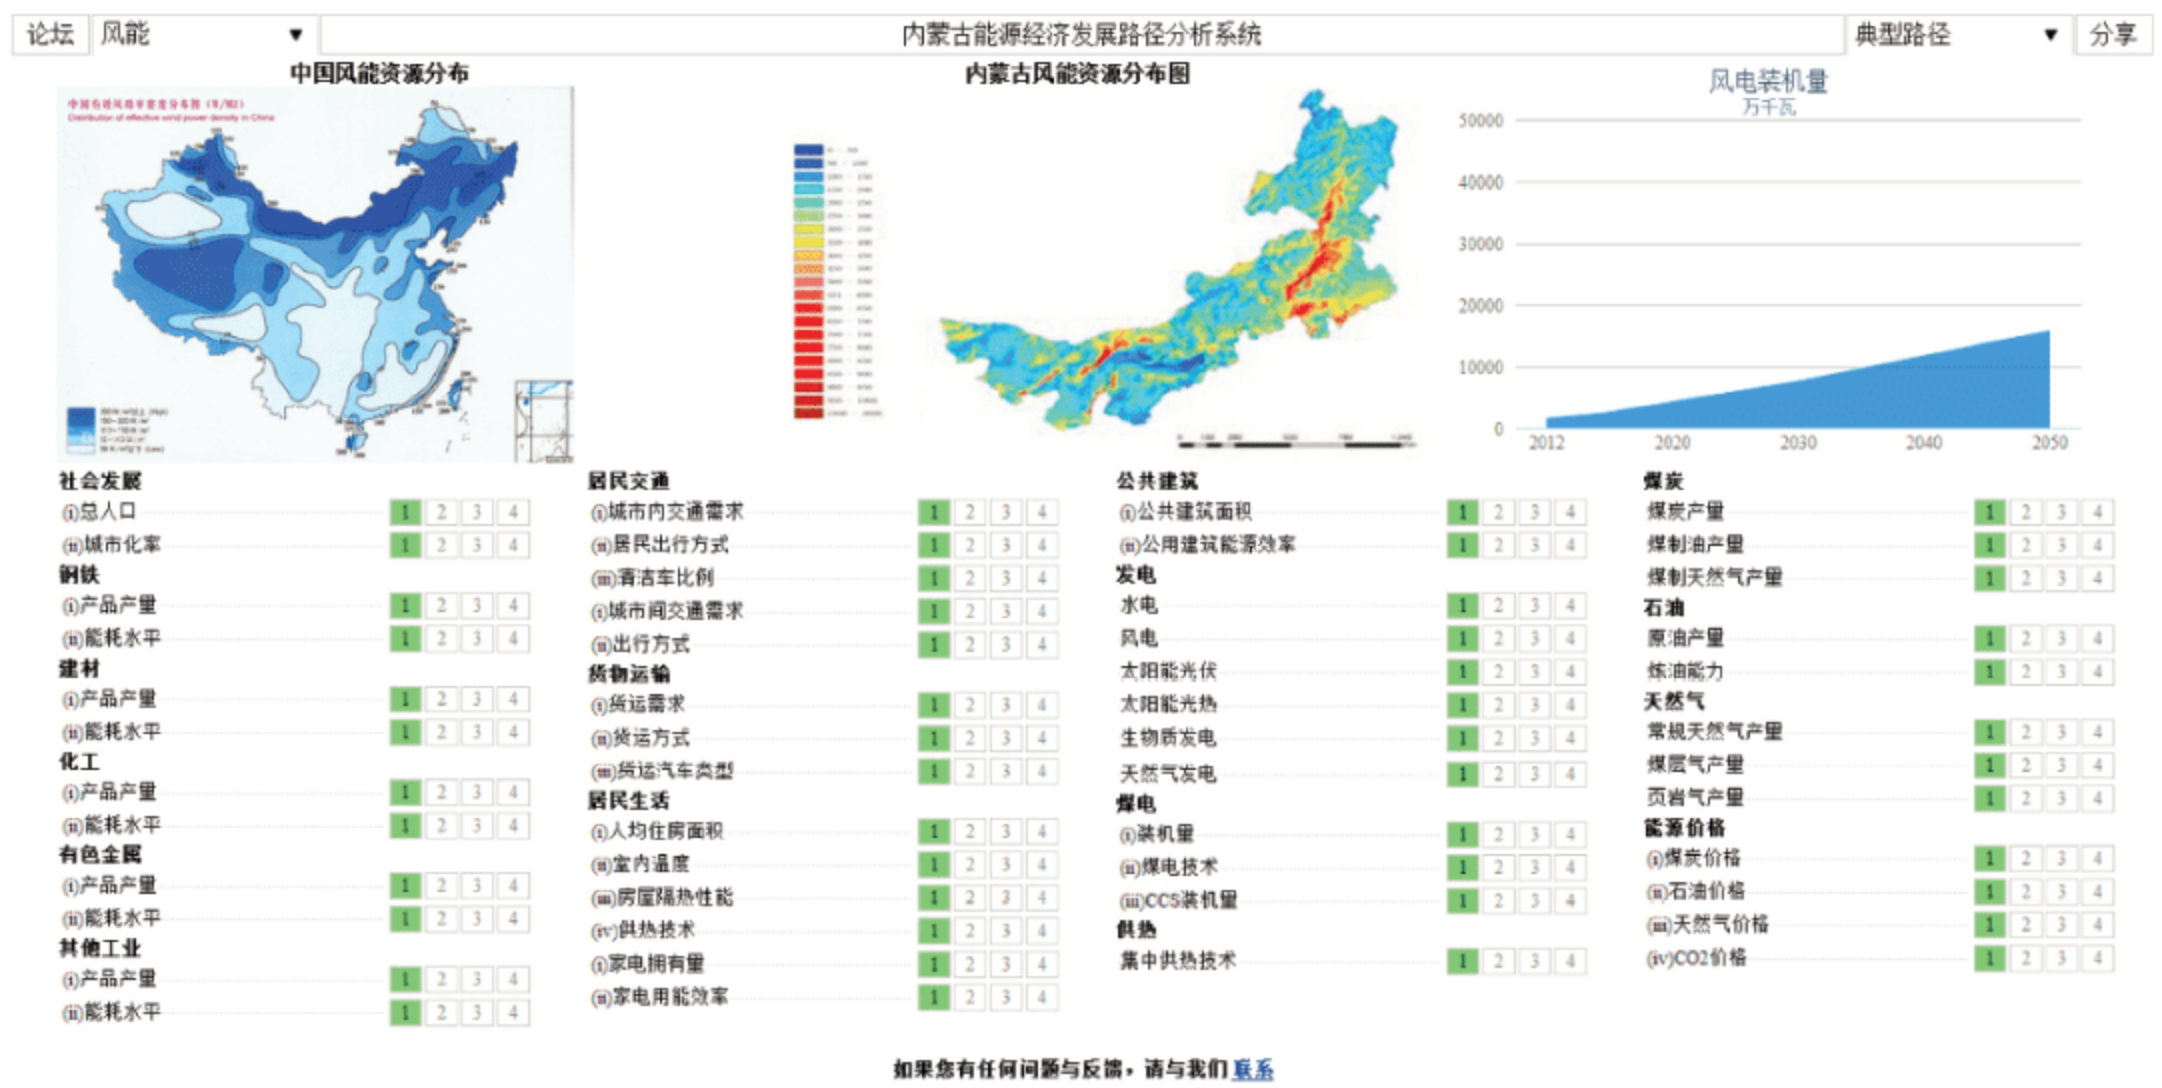 论坛
风能 ▼
内蒙古能源经济发展路径分析系统
典型路径 ▼
分享
中国风能资源分布
Distribution of effective wind power density in China
内蒙古风能资源分布图
风电装机量
万千瓦
50000
40000
30000
20000
10000
0
2012 2020 2030 2040 2050
社会发展
(i)总人口 1 2 3 4
(ii)城市化率 1 2 3 4
钢铁
(i)产品产量 1 2 3 4
(ii)能耗水平 1 2 3 4
建材
(i)产品产量 1 2 3 4
(ii)能耗水平 1 2 3 4
化工
(i)产品产量 1 2 3 4
(ii)能耗水平 1 2 3 4
有色金属
(i)产品产量 1 2 3 4
(ii)能耗水平 1 2 3 4
其他工业
(i)产品产量 1 2 3 4
(ii)能耗水平 1 2 3 4
居民交通
(i)城市内交通需求 1 2 3 4
(ii)居民出行方式 1 2 3 4
(iii)清洁车比例 1 2 3 4
(i)城市间交通需求 1 2 3 4
(ii)出行方式 1 2 3 4
货物运输
(i)货运需求 1 2 3 4
(ii)货运方式 1 2 3 4
(iii)货运汽车类型 1 2 3 4
居民生活
(i)人均住房面积 1 2 3 4
(ii)室内温度 1 2 3 4
(iii)房屋隔热性能 1 2 3 4
(iv)供热技术 1 2 3 4
(i)家电拥有量 1 2 3 4
(ii)家电用能效率 1 2 3 4
公共建筑
(i)公共建筑面积 1 2 3 4
(ii)公用建筑能源效率 1 2 3 4
发电
水电 1 2 3 4
风电 1 2 3 4
太阳能光伏 1 2 3 4
太阳能光热 1 2 3 4
生物质发电 1 2 3 4
天然气发电 1 2 3 4
煤电
(i)装机量 1 2 3 4
(ii)煤电技术 1 2 3 4
(iii)CCS装机量 1 2 3 4
供热
集中供热技术 1 2 3 4
煤炭
煤炭产量 1 2 3 4
煤制油产量 1 2 3 4
煤制天然气产量 1 2 3 4
石油
原油产量 1 2 3 4
炼油能力 1 2 3 4
天然气
常规天然气产量 1 2 3 4
煤层气产量 1 2 3 4
页岩气产量 1 2 3 4
能源价格
(i)煤炭价格 1 2 3 4
(ii)石油价格 1 2 3 4
(iii)天然气价格 1 2 3 4
(iv)CO2价格 1 2 3 4
如果您有任何问题与反馈，请与我们 联系